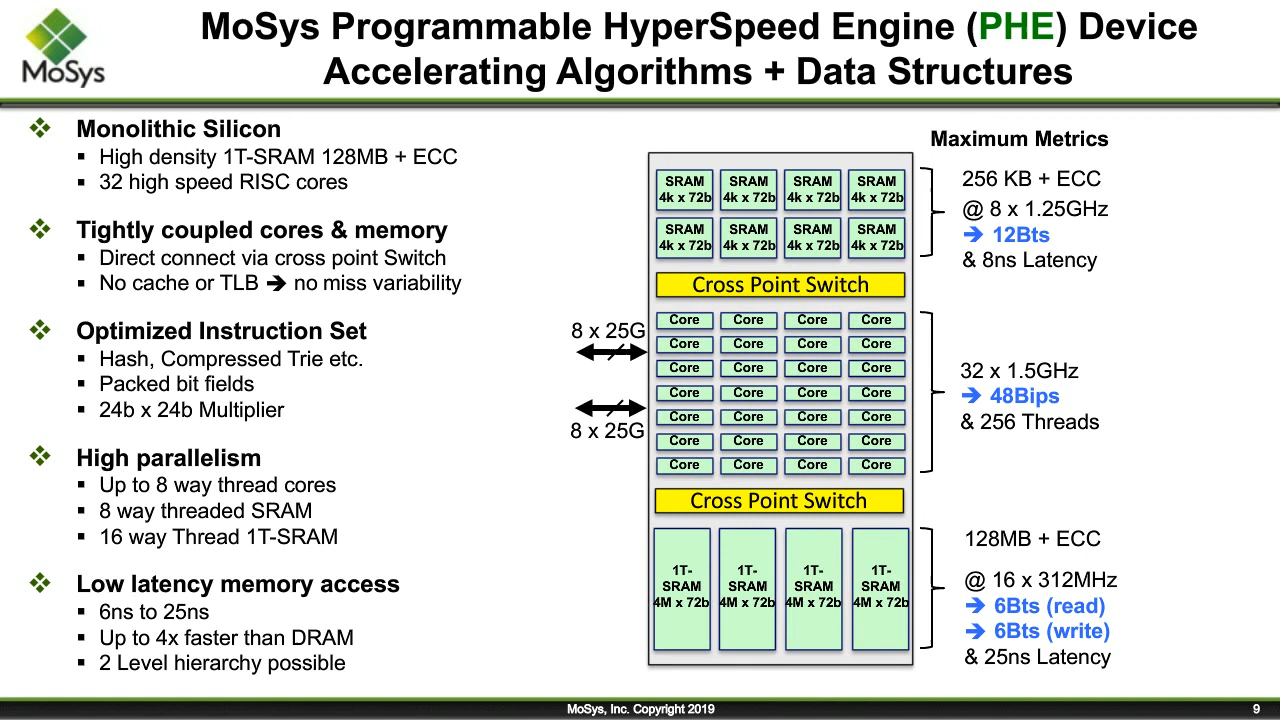 MoSys
MoSys Programmable HyperSpeed Engine (PHE) Device
Accelerating Algorithms + Data Structures
❖ Monolithic Silicon
▪ High density 1T-SRAM 128MB + ECC
▪ 32 high speed RISC cores
❖ Tightly coupled cores & memory
▪ Direct connect via cross point Switch
▪ No cache or TLB ➔ no miss variability
❖ Optimized Instruction Set
▪ Hash, Compressed Trie etc.
▪ Packed bit fields
▪ 24b x 24b Multiplier
❖ High parallelism
▪ Up to 8 way thread cores
▪ 8 way threaded SRAM
▪ 16 way Thread 1T-SRAM
❖ Low latency memory access
▪ 6ns to 25ns
▪ Up to 4x faster than DRAM
▪ 2 Level hierarchy possible
8 x 25G
8 x 25G
SRAM SRAM SRAM SRAM
4k x 72b 4k x 72b 4k x 72b 4k x 72b
SRAM SRAM SRAM SRAM
4k x 72b 4k x 72b 4k x 72b 4k x 72b
Cross Point Switch
Core Core Core Core
Core Core Core Core
Core Core Core Core
Core Core Core Core
Core Core Core Core
Core Core Core Core
Core Core Core Core
Cross Point Switch
1T- 1T- 1T- 1T-
SRAM SRAM SRAM SRAM
4M x 72b 4M x 72b 4M x 72b 4M x 72b
Maximum Metrics
256 KB + ECC
@ 8 x 1.25GHz
➔ 12Bts
& 8ns Latency
32 x 1.5GHz
➔ 48Bips
& 256 Threads
128MB + ECC
@ 16 x 312MHz
➔ 6Bts (read)
➔ 6Bts (write)
& 25ns Latency
MoSys, Inc. Copyright 2019
9